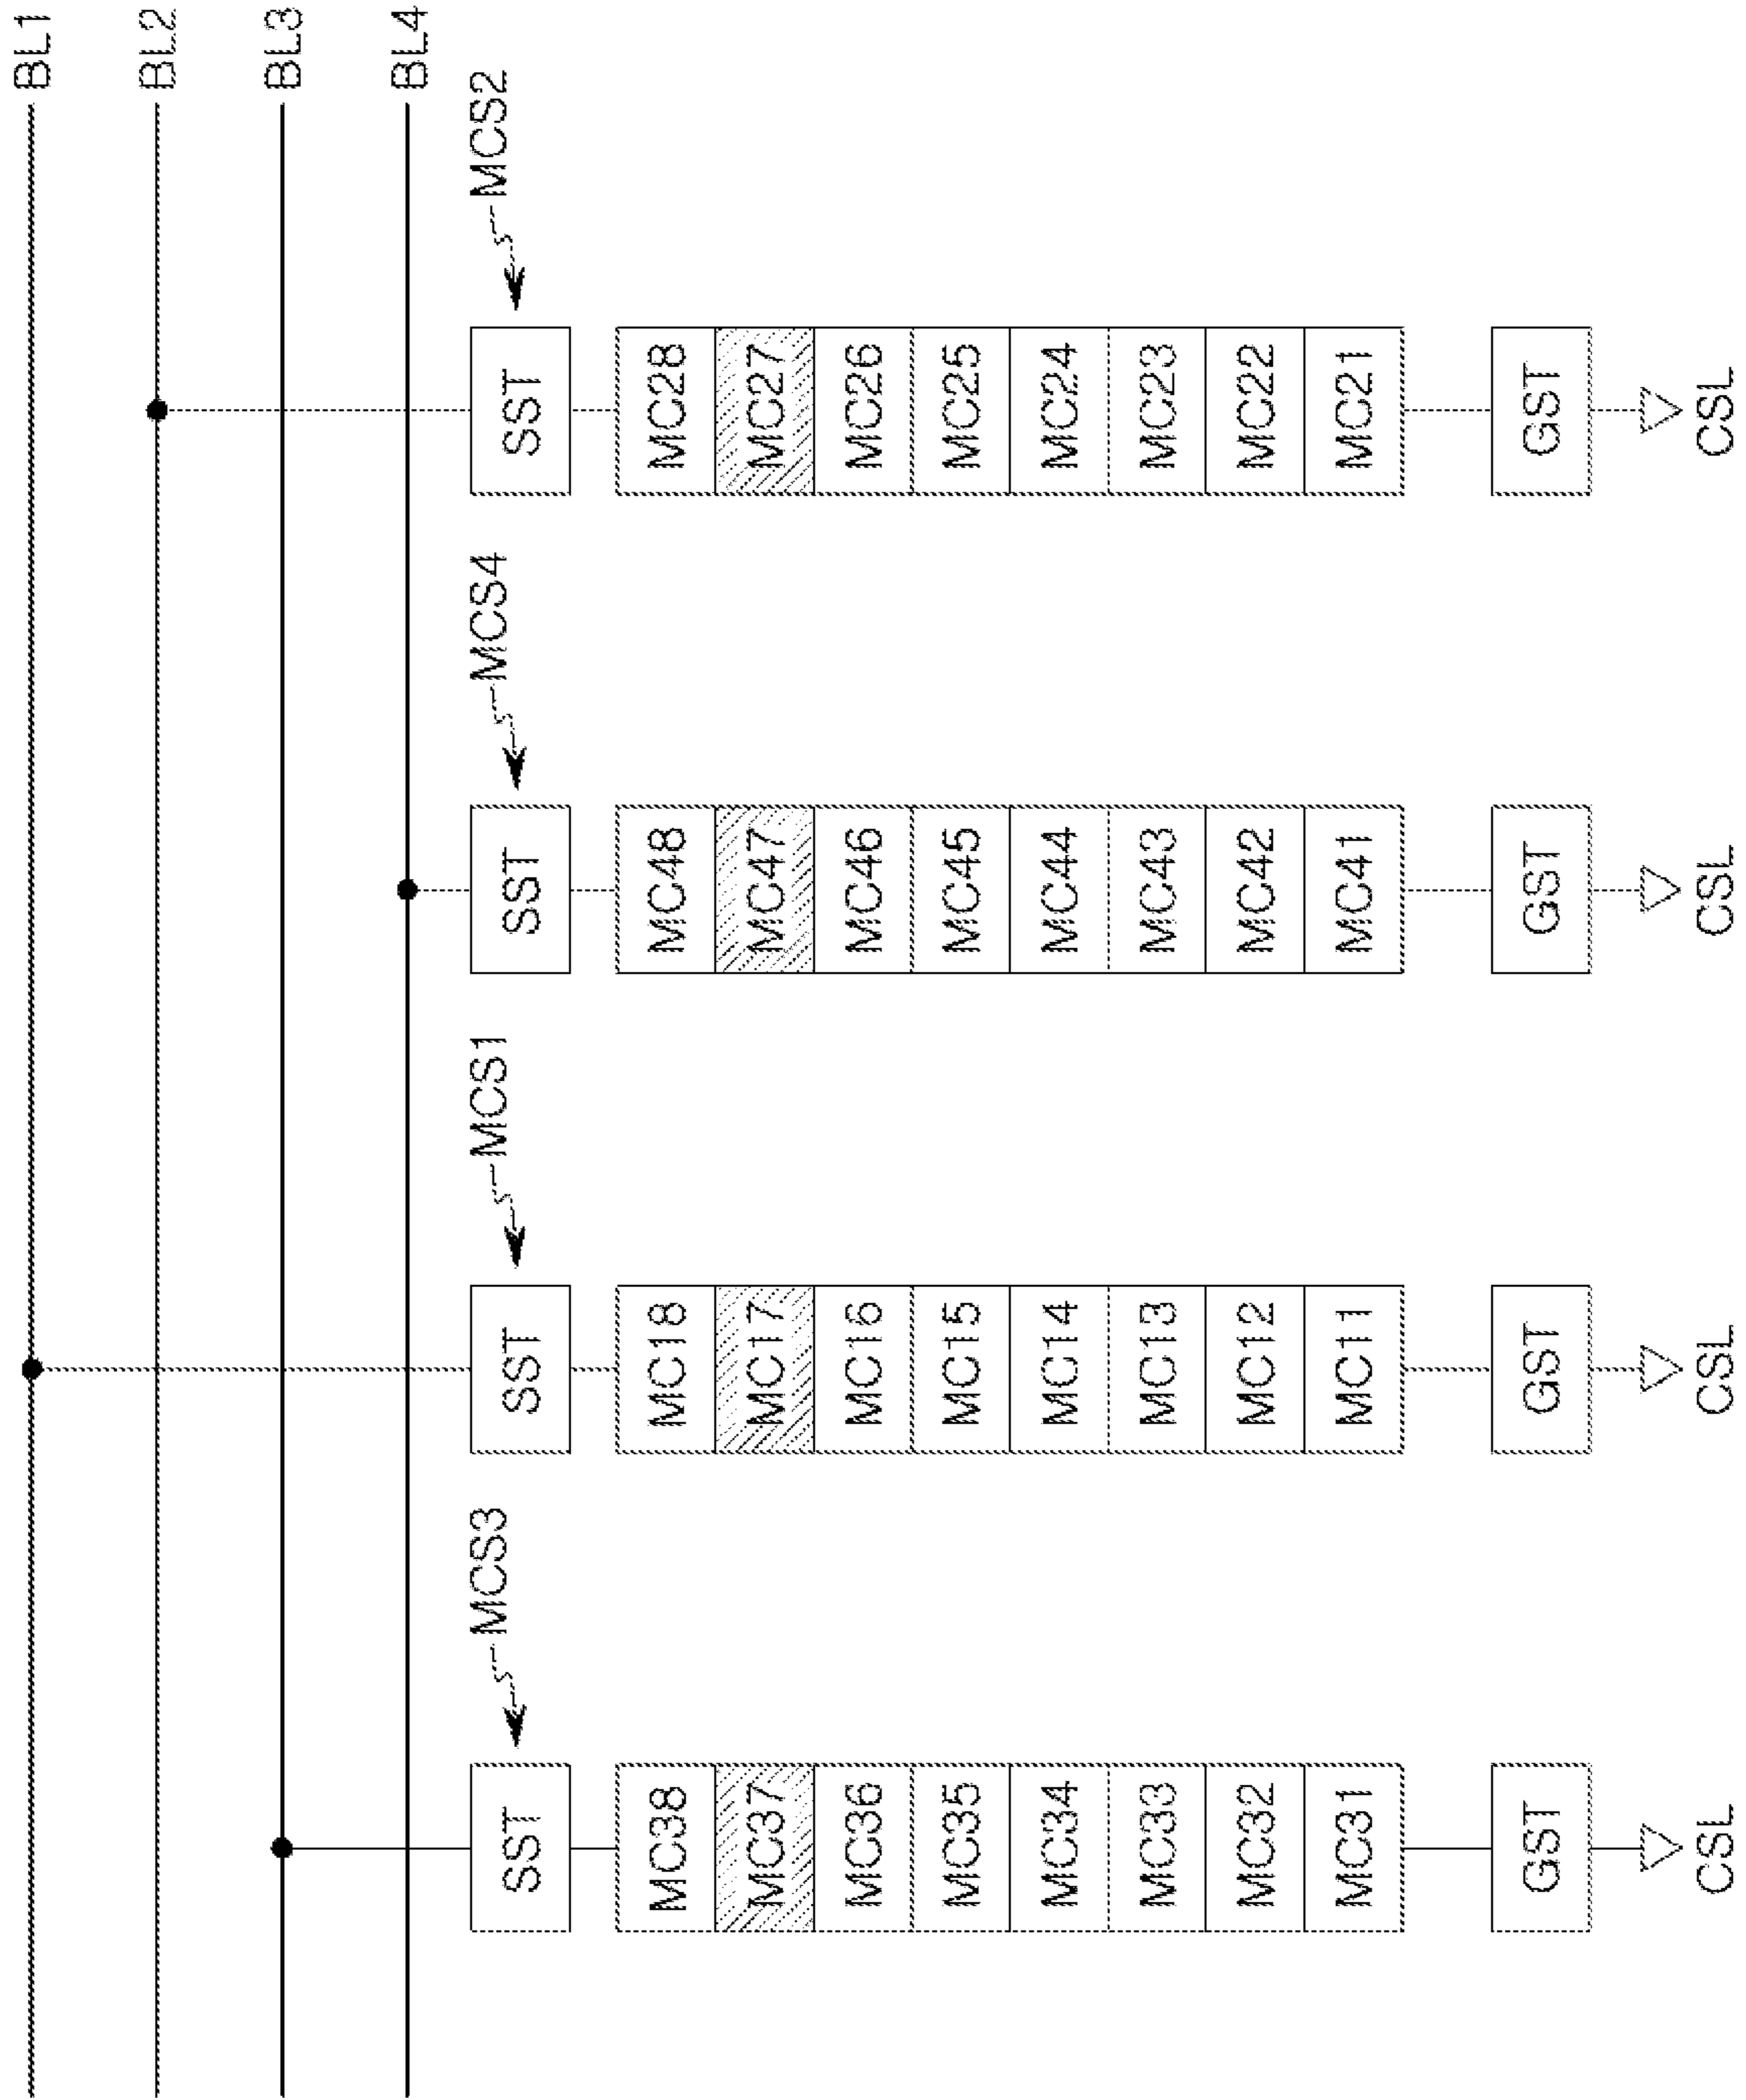 BL1
BL2
BL3
BL4
MCS3
MCS1
MCS4
MCS2
SST
SST
SST
SST
MC38
MC18
MC48
MC28
MC37
MC17
MC47
MC27
MC36
MC16
MC46
MC26
MC35
MC15
MC45
MC25
MC34
MC14
MC44
MC24
MC33
MC13
MC43
MC23
MC32
MC12
MC42
MC22
MC31
MC11
MC41
MC21
GST
GST
GST
GST
CSL
CSL
CSL
CSL